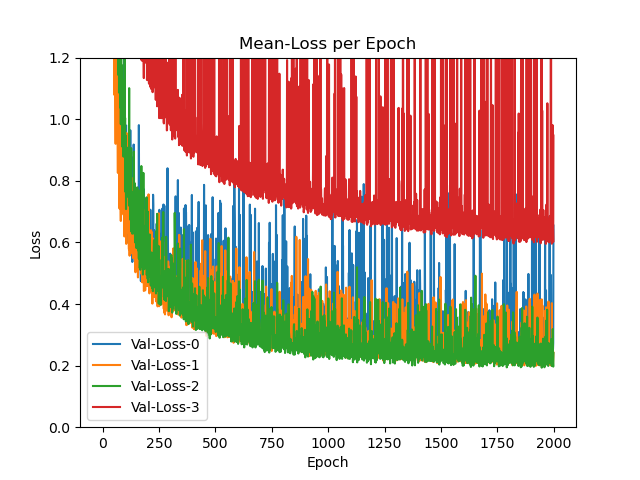 Mean-Loss per Epoch
Loss
1.2
1.0
0.8
0.6
0.4
0.2
0.0
Val-Loss-0
Val-Loss-1
Val-Loss-2
Val-Loss-3
0 250 500 750 1000 1250 1500 1750 2000
Epoch